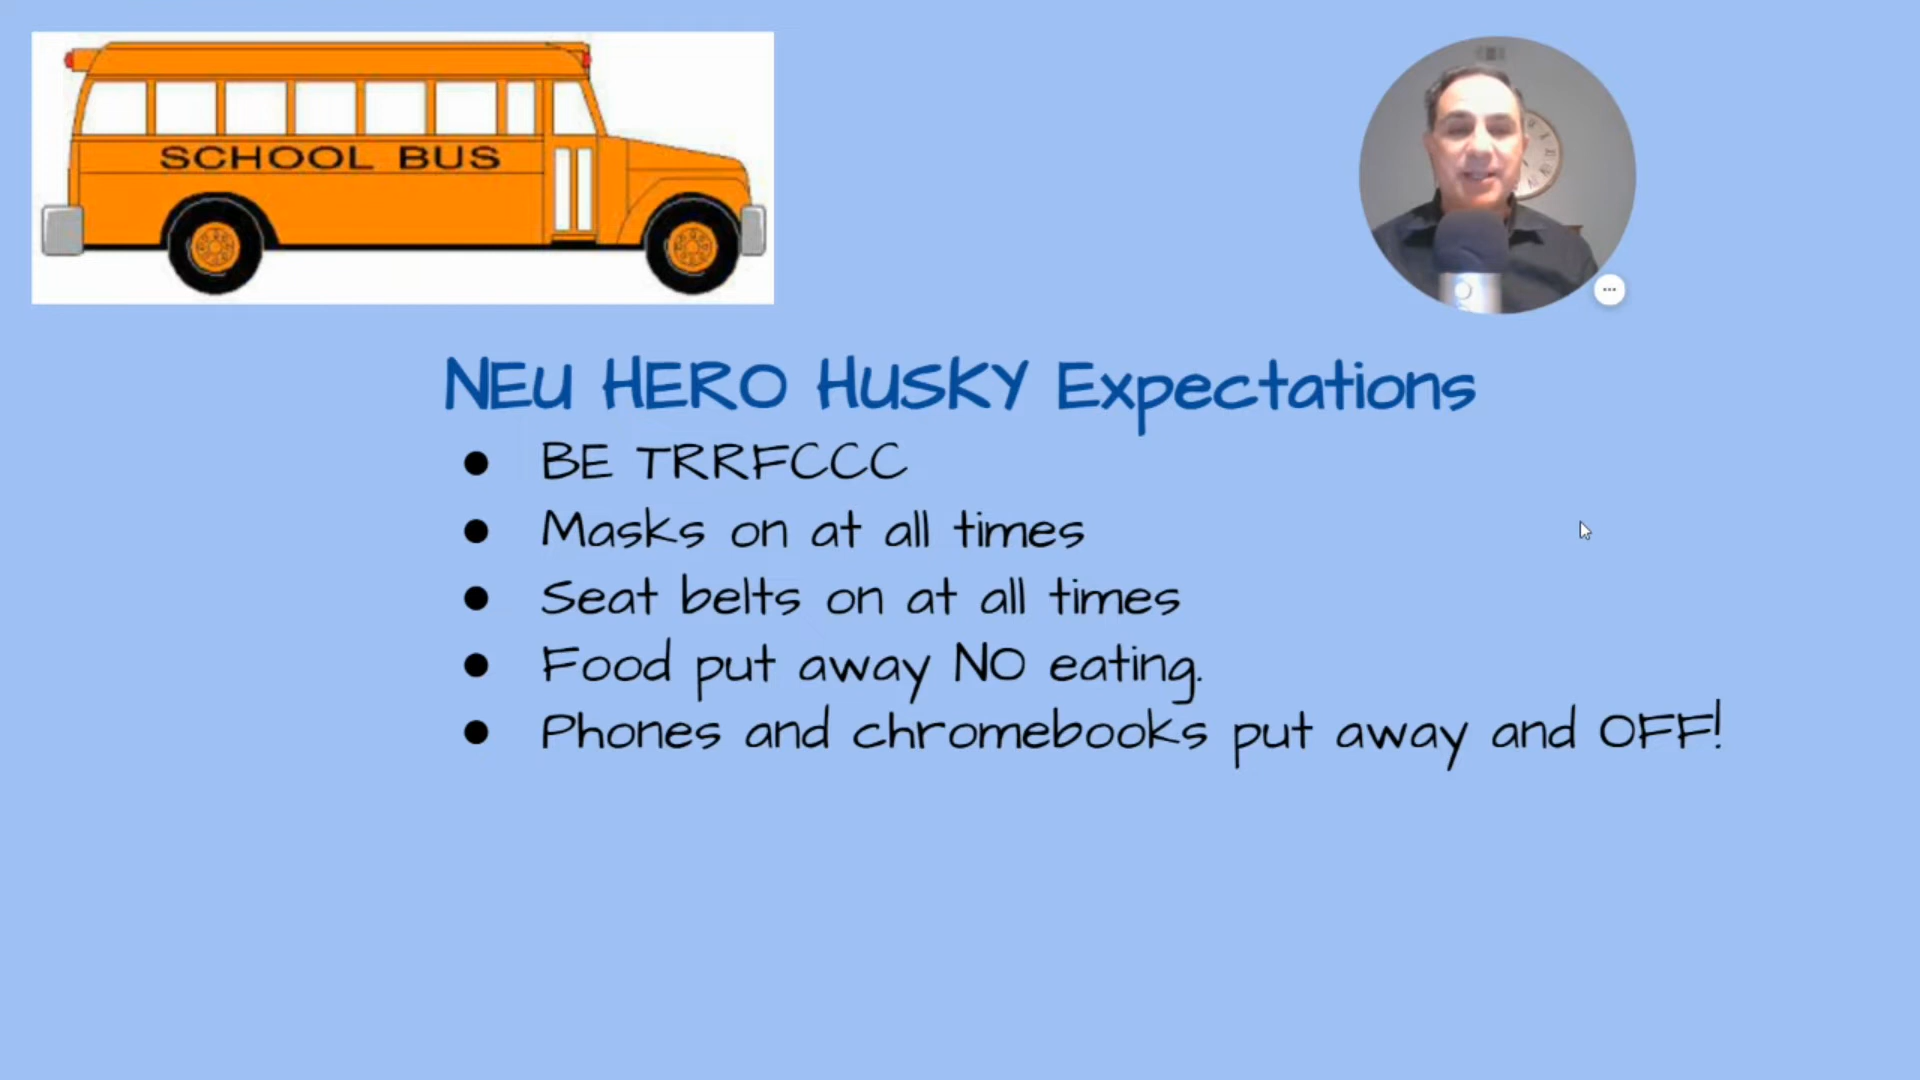 SCHOOL BUS
NEU HERO HUSKY Expectations
● BE TRRFCCC
● Masks on at all times
● Seat belts on at all times
● Food put away NO eating.
● Phones and chromebooks put away and OFF!